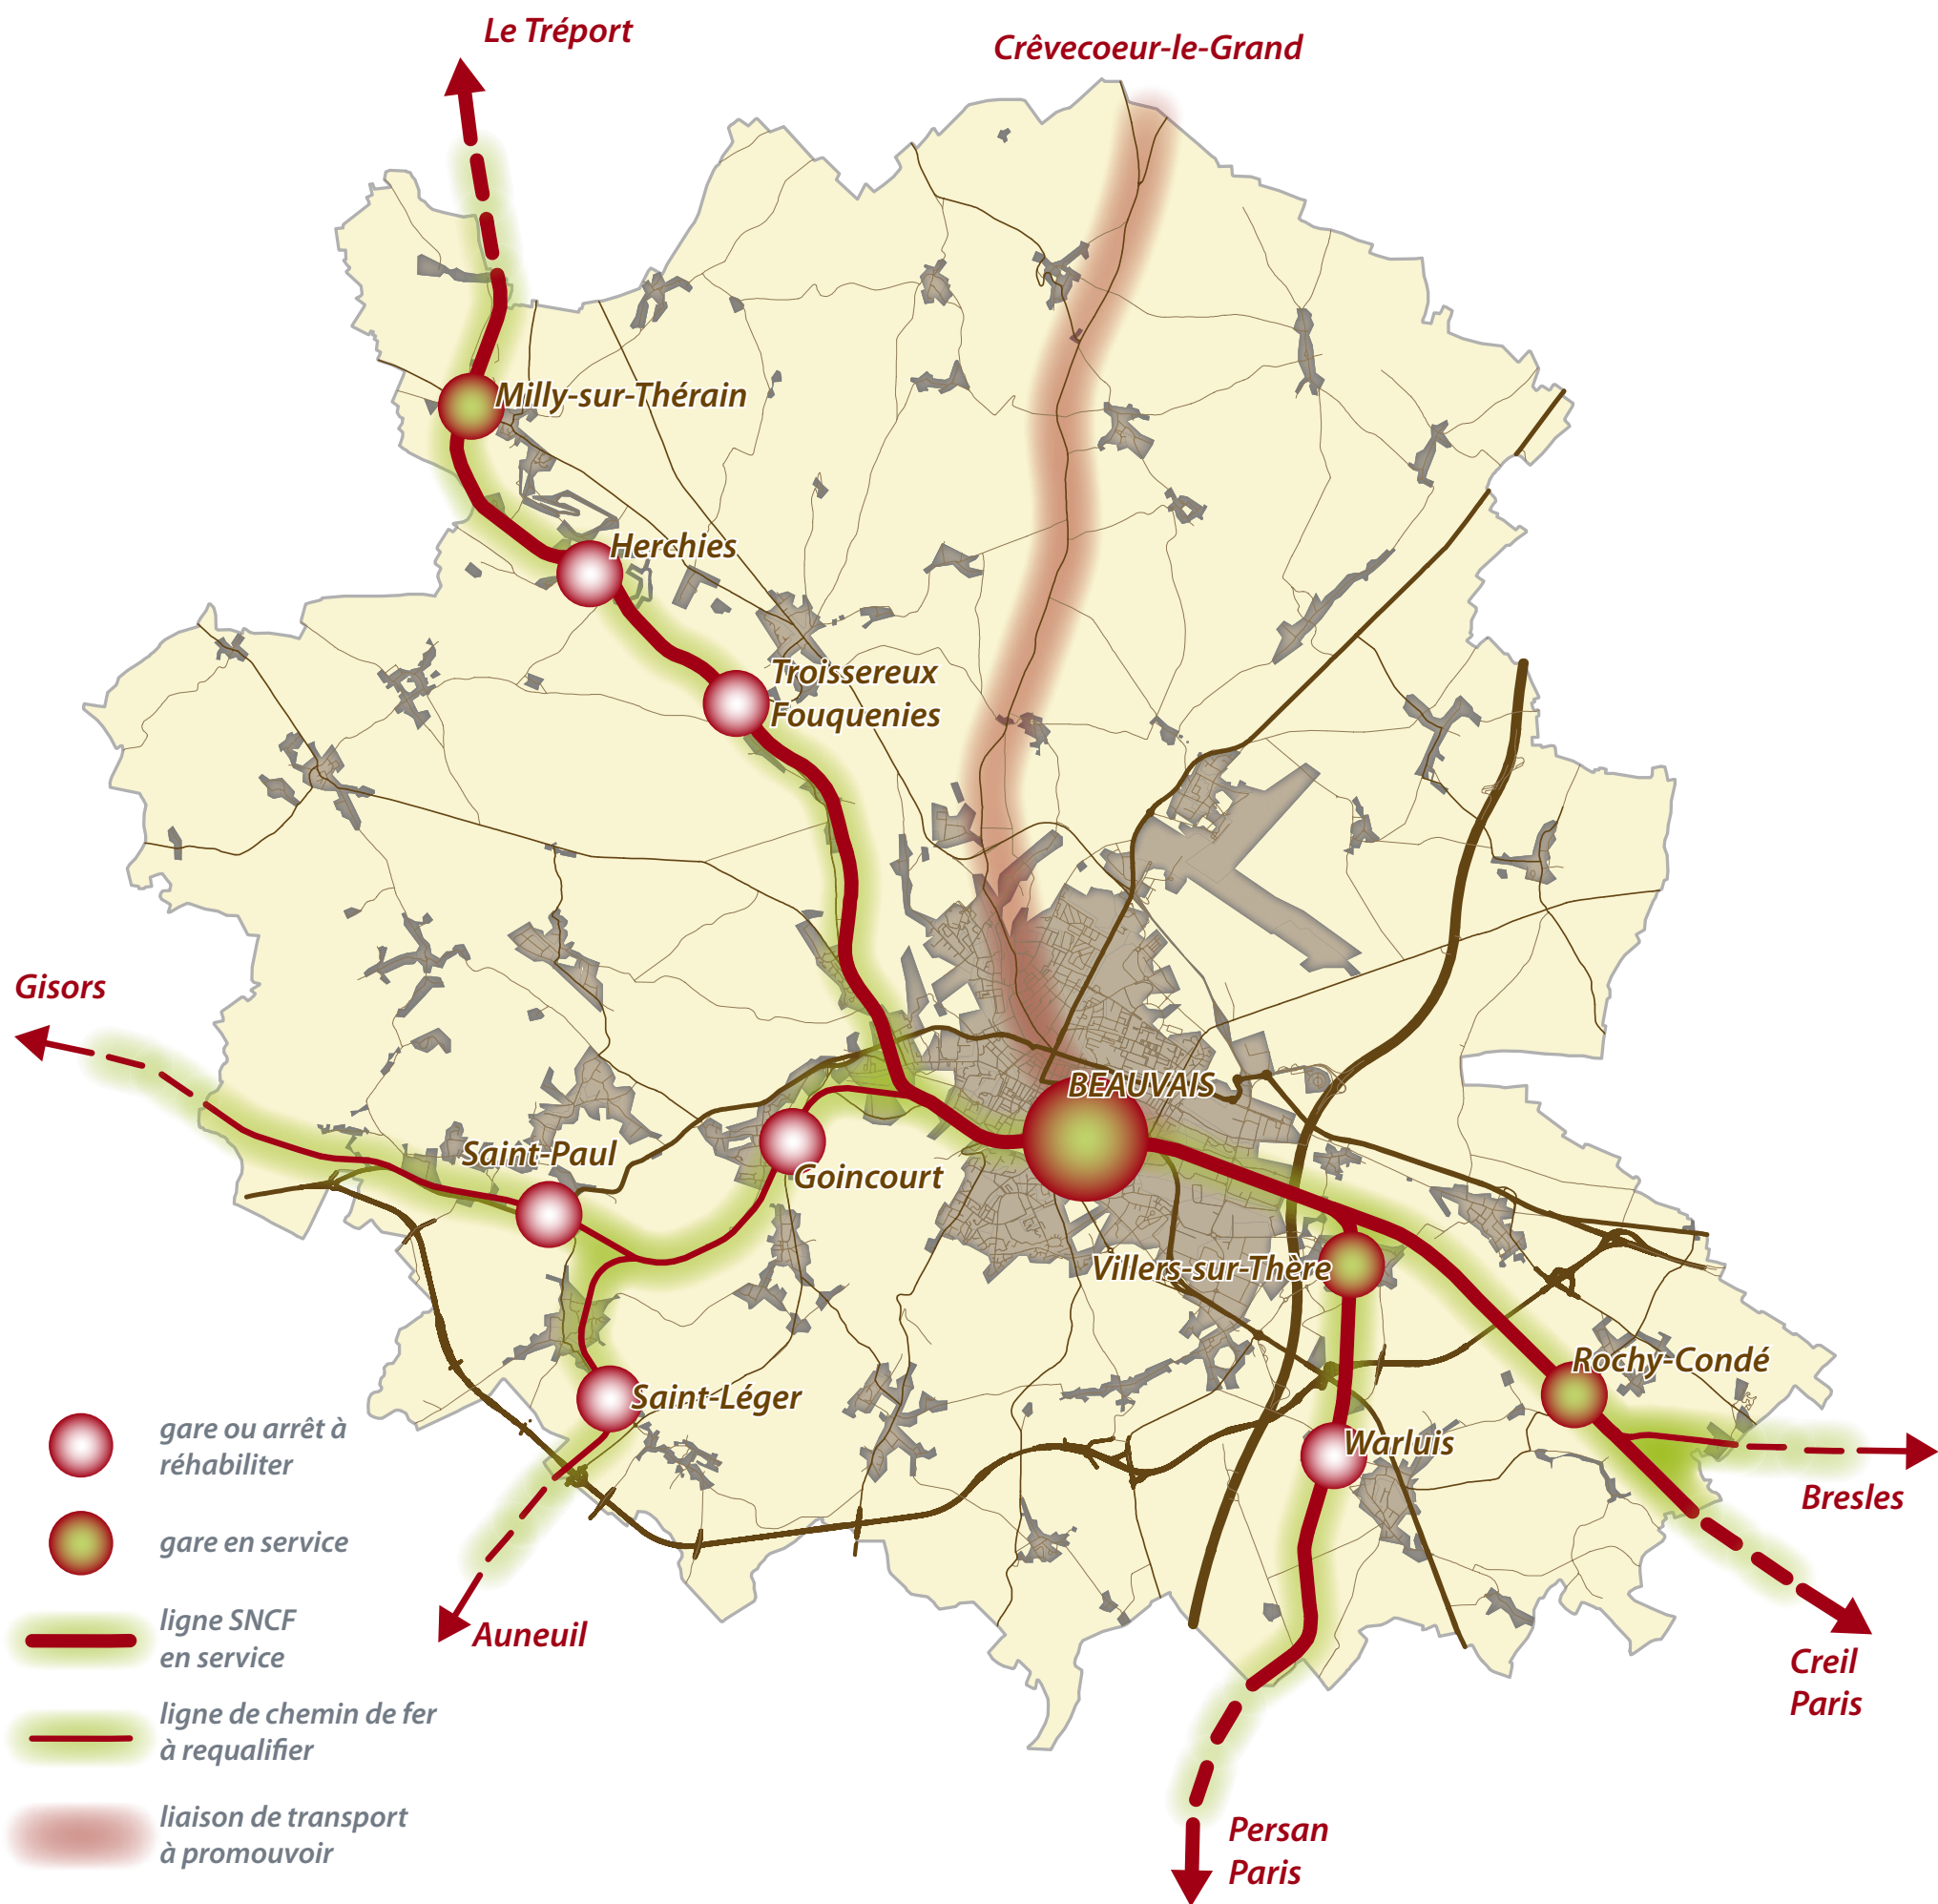 Le Tréport
Crêvecoeur-le-Grand
Milly-sur-Thérain
Herchies
Troissereux
Fouquenies
Gisors
BEAUVAIS
Saint-Paul
Goincourt
Villers-sur-Thère
Rochy-Condé
Saint-Léger
Warluis
Bresles
Auneuil
Creil
Paris
Persan
Paris
gare ou arrêt à
réhabiliter
gare en service
ligne SNCF
en service
ligne de chemin de fer
à requalifier
liaison de transport
à promouvoir